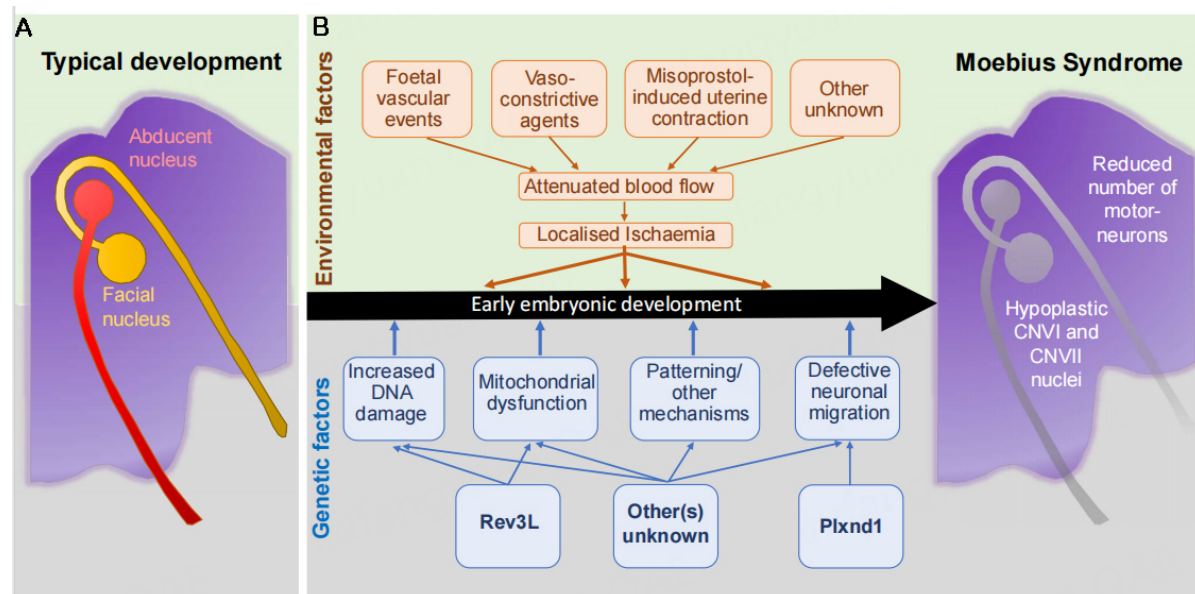 A
Typical development
Abducent
nucleus
Facial
nucleus
B
Environmental factors
Foetal
vascular
events
Vaso-
constrictive
agents
Misoprostol-
induced uterine
contraction
Other
unknown
Attenuated blood flow
Localised Ischaemia
Early embryonic development
Genetic factors
Increased
DNA
damage
Mitochondrial
dysfunction
Patterning/
other
mechanisms
Defective
neuronal
migration
Rev3L
Other(s)
unknown
Plxnd1
Moebius Syndrome
Reduced
number of
motor-
neurons
Hypoplastic
CNVI and
CNVII
nuclei